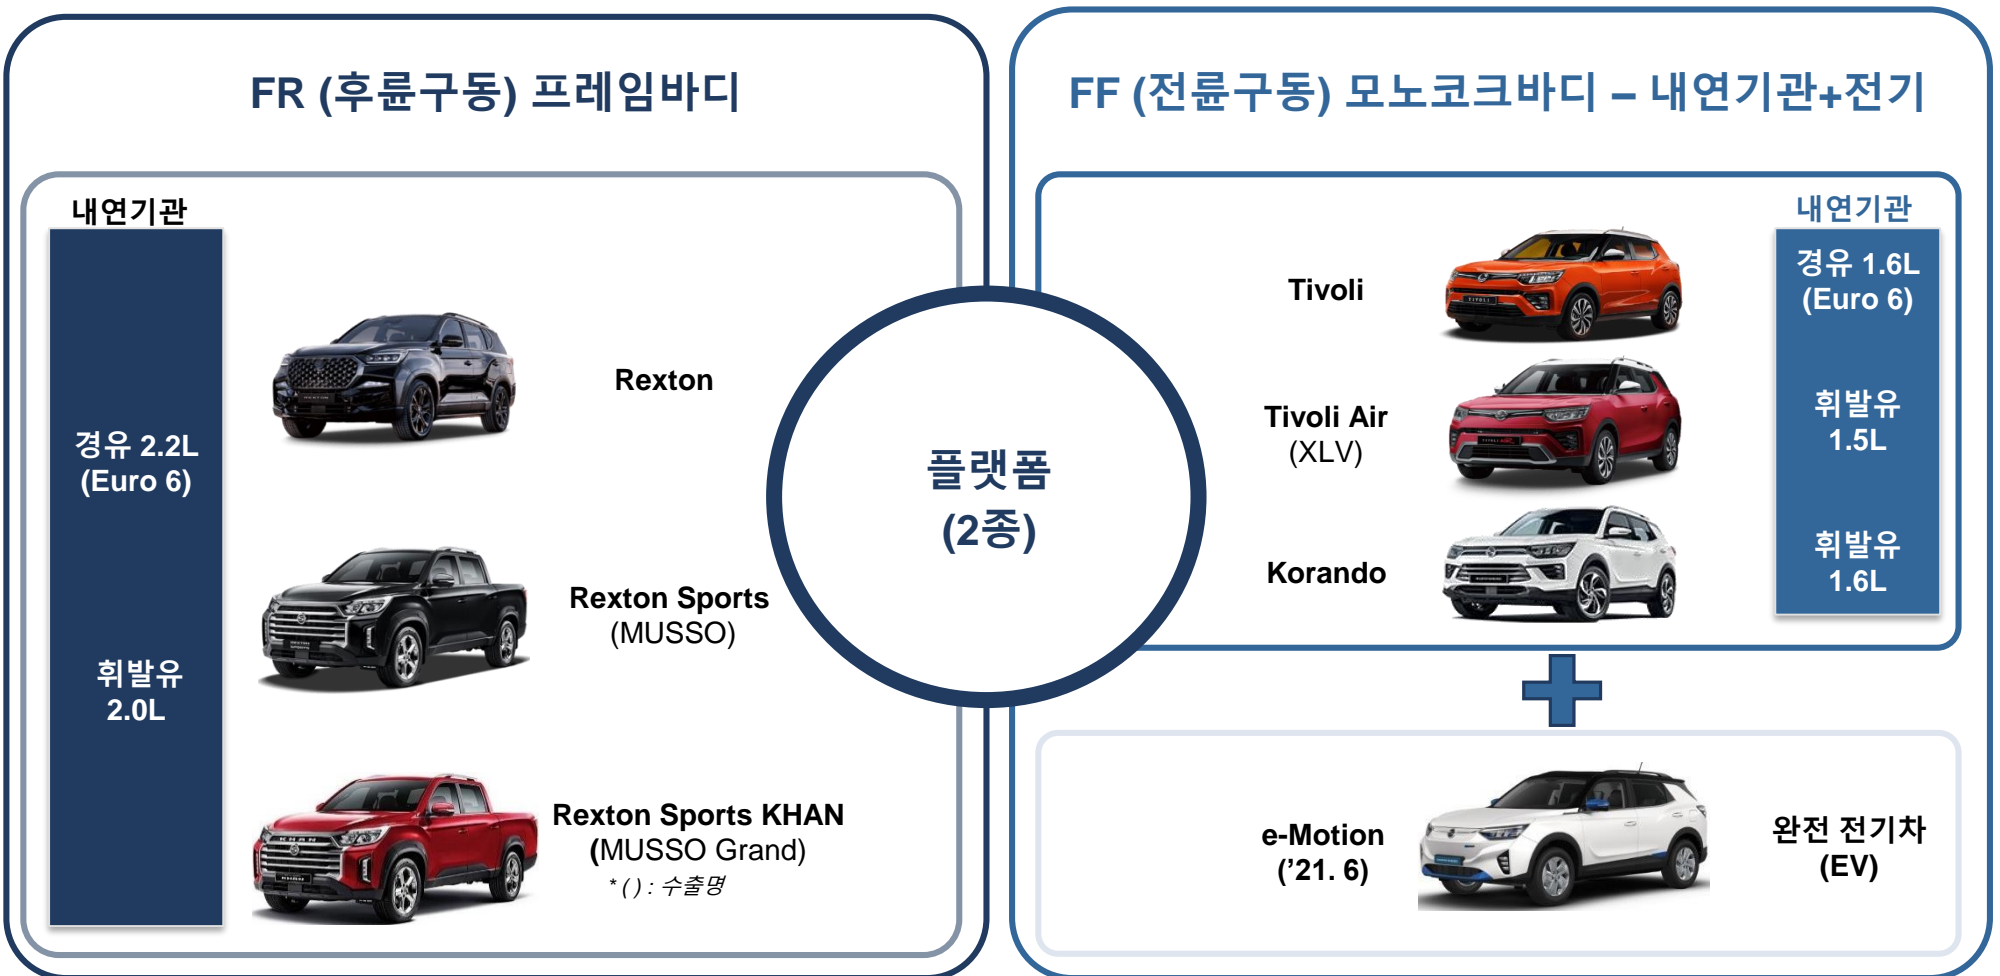 FR (후륜구동) 프레임바디
내연기관
경유 2.2L
(Euro 6)
휘발유
2.0L
Rexton
Rexton Sports
(MUSSO)
Rexton Sports KHAN
(MUSSO Grand)
* ( ) : 수출명
플랫폼
(2종)
FF (전륜구동) 모노코크바디 – 내연기관+전기
Tivoli
Tivoli Air
(XLV)
Korando
내연기관
경유 1.6L
(Euro 6)
휘발유
1.5L
휘발유
1.6L
e-Motion
(’21. 6)
완전 전기차
(EV)
TIVOLI
KHAN